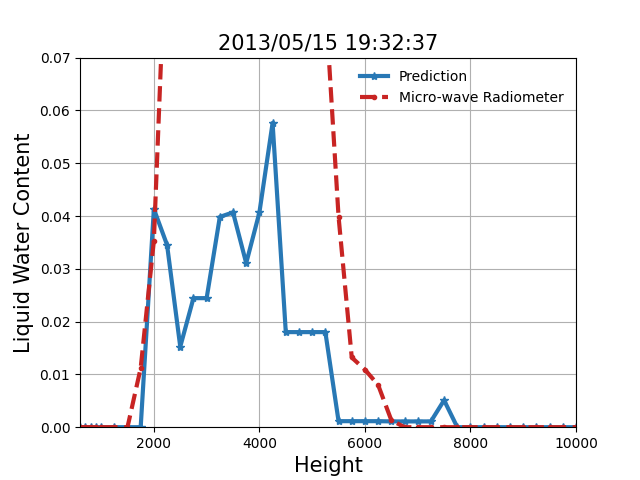 2013/05/15 19:32:37
0.07
0.06
0.05
0.04
0.03
0.02
0.01
0.00
Liquid Water Content
Prediction
Micro-wave Radiometer
2000 4000 6000 8000 10000
Height